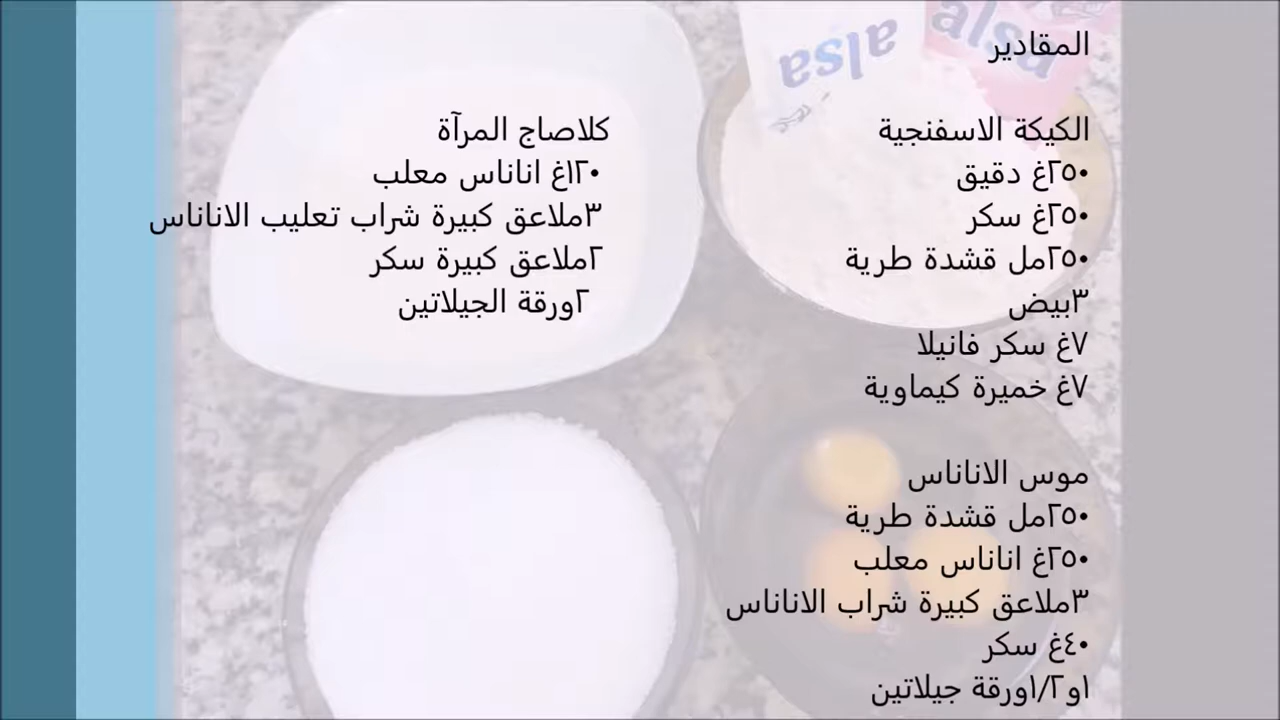 المقادير
الكيكة الاسفنجية
٢٥٠غ دقيق
٢٥٠غ سكر
٢٥٠مل قشدة طرية
٣بيض
٧غ سكر فانيلا
٧غ خميرة كيماوية
موس الاناناس
٢٥٠مل قشدة طرية
٢٥٠غ اناناس معلب
٣ملاعق كبيرة شراب الاناناس
٤٠غ سكر
١و١/٢ورقة جيلاتين
كلاصاج المرآة
١٢٠غ اناناس معلب
٣ملاعق كبيرة شراب تعليب الاناناس
٢ملاعق كبيرة سكر
٢ورقة الجيلاتين
alsa
alsa